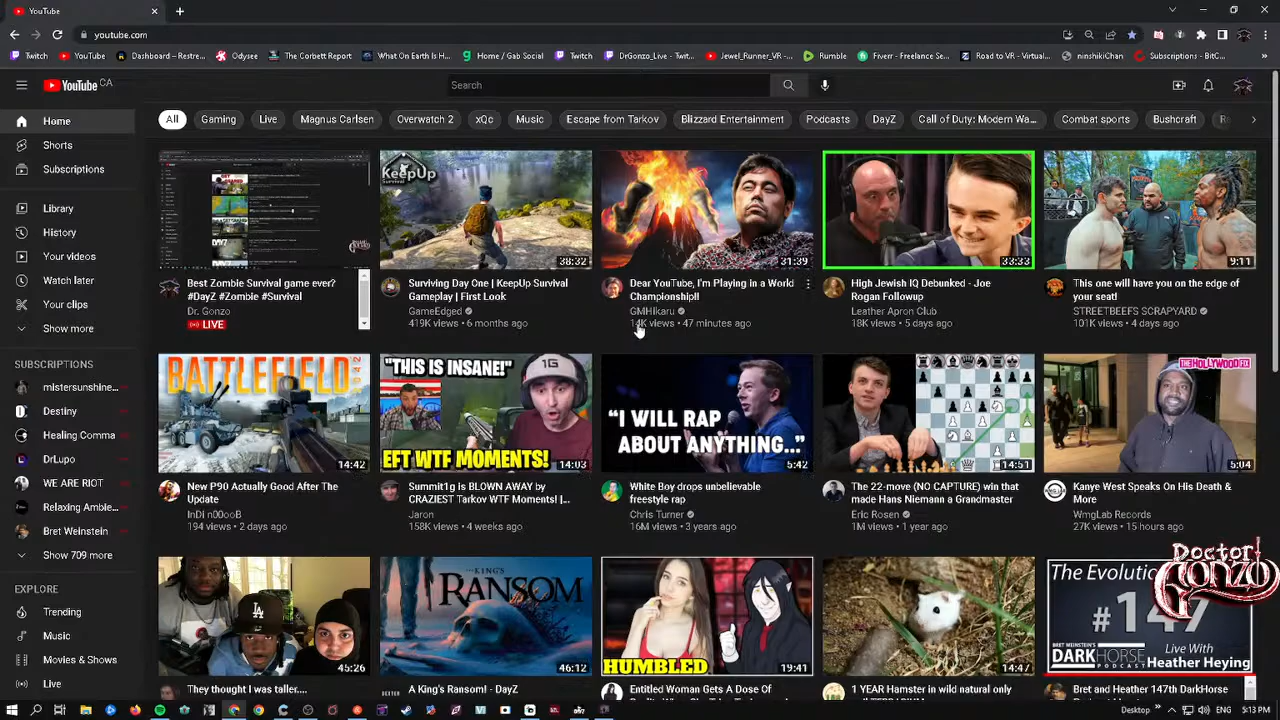 YouTube
youtube.com
Twitch
YouTube
Dashboard – Restre...
Odysee
The Corbett Report
What On Earth Is H...
Home / Gab Social
Twitch
DrGonzo_Live - Twit...
Jewel_Runner_VR -...
Rumble
Fiverr - Freelance Se...
Road to VR - Virtual...
ninshikiChan
Subscriptions - BitC...
YouTube CA
Search
All
Gaming
Live
Magnus Carlsen
Overwatch 2
xQc
Music
Escape from Tarkov
Blizzard Entertainment
Podcasts
DayZ
Call of Duty: Modern Wa...
Combat sports
Bushcraft
Home
Shorts
Subscriptions
Library
History
Your videos
Watch later
Your clips
Show more
SUBSCRIPTIONS
mistersunshine...
Destiny
Healing Comma
DrLupo
WE ARE RIOT
Relaxing Ambie...
Bret Weinstein
Show 709 more
EXPLORE
Trending
Music
Movies & Shows
Live
Best Zombie Survival game ever?
#DayZ #Zombie #Survival
Dr. Gonzo
LIVE
KeepUp
Survival
38:32
Surviving Day One | KeepUp Survival
Gameplay | First Look
GameEdged
419K views • 6 months ago
31:39
Dear YouTube, I'm Playing in a World
Championship!!
GMHikaru
14K views • 47 minutes ago
33:33
High Jewish IQ Debunked - Joe
Rogan Followup
Leather Apron Club
18K views • 5 days ago
9:11
This one will have you on the edge of
your seat!
STREETBEEFS SCRAPYARD
101K views • 4 days ago
BATTLEFIELD
14:42
New P90 Actually Good After The
Update
InDi n00ooB
194 views • 2 days ago
"THIS IS INSANE!"
EFT WTF MOMENTS!
14:03
Summit1g is BLOWN AWAY by
CRAZIEST Tarkov WTF Moments! |...
Jaron
158K views • 4 weeks ago
"I WILL RAP
ABOUT ANYTHING..."
5:42
White Boy drops unbelievable
freestyle rap
Chris Turner
16M views • 3 years ago
14:51
The 22-move (NO CAPTURE) win that
made Hans Niemann a Grandmaster
Eric Rosen
1M views • 1 year ago
THE HOLLYWOOD FIX
5:04
Kanye West Speaks On His Death &
More
WmgLab Records
27K views • 15 hours ago
45:26
They thought I was taller....
THE KING'S
RANSOM
46:12
A King's Ransom! - DayZ
HUMBLED
19:41
Entitled Woman Gets A Dose Of
14:47
1 YEAR Hamster in wild natural only
The Evolution
#147
BRET WEINSTEIN'S
DARKHORSE
PODCAST
Live With
Heather Heying
Bret and Heather 147th DarkHorse
Doctor
Gonzo
Desktop
ENG
5:13 PM